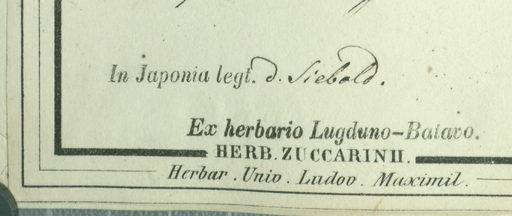 In Japonia legt. d. Siebold.
Ex herbario Lugduno-Batavo.
HERB. ZUCCARINII.
Herbar. Univ. Ludov. Maximil.